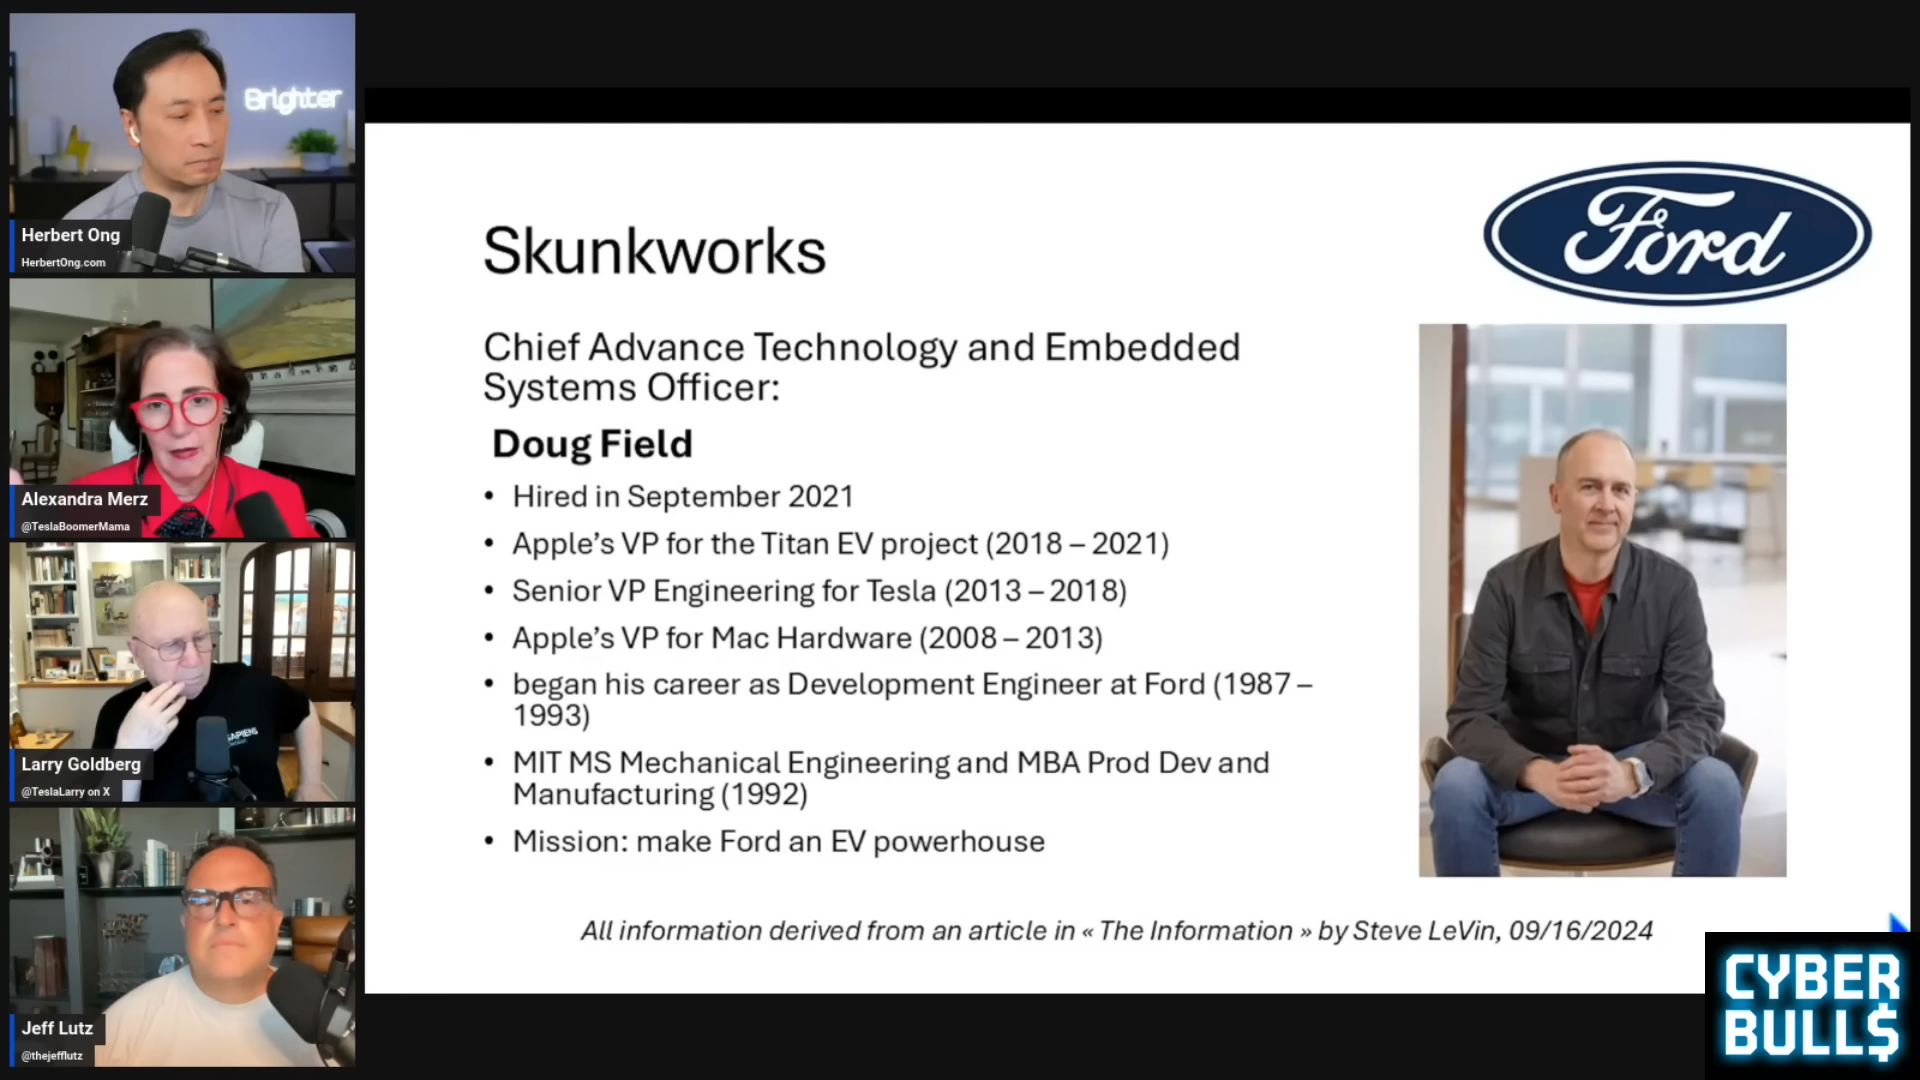 Brighter
Herbert Ong
HerbertOng.com
Alexandra Merz
@TeslaBoomerMama
SAPIENS
Larry Goldberg
@TeslaLarry on X
Jeff Lutz
@thejefflutz
Ford
Skunkworks
Chief Advance Technology and Embedded
Systems Officer:
Doug Field
• Hired in September 2021
• Apple’s VP for the Titan EV project (2018 – 2021)
• Senior VP Engineering for Tesla (2013 – 2018)
• Apple’s VP for Mac Hardware (2008 – 2013)
• began his career as Development Engineer at Ford (1987 –
1993)
• MIT MS Mechanical Engineering and MBA Prod Dev and
Manufacturing (1992)
• Mission: make Ford an EV powerhouse
All information derived from an article in « The Information » by Steve LeVin, 09/16/2024
CYBER
BULL$